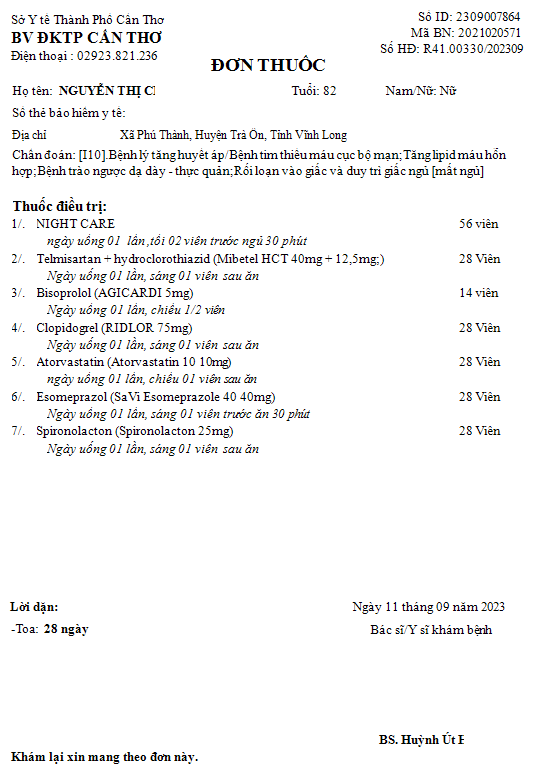 Sở Y tế Thành Phố Cần Thơ
BV ĐKTP CẦN THƠ
Điện thoại : 02923.821.236
Số ID: 2309007864
Mã BN: 2021020571
Số HĐ: R41.00330/202309
ĐƠN THUỐC
Họ tên: NGUYỄN THỊ Tuổi: 82 Nam/Nữ: Nữ
Số thẻ bảo hiểm y tế:
Địa chỉ Xã Phú Thành, Huyện Trà Ôn, Tỉnh Vĩnh Long
Chẩn đoán: [I10].Bệnh lý tăng huyết áp/Bệnh tim thiếu máu cục bộ mạn;Tăng lipid máu hỗn
hợp;Bệnh trào ngược dạ dày - thực quản;Rối loạn vào giấc và duy trì giấc ngủ [mất ngủ]
Thuốc điều trị:
1/. NIGHT CARE 56 viên
ngày uống 01 lần ,tối 02 viên trước ngủ 30 phút
2/. Telmisartan + hydroclorothiazid (Mibetel HCT 40mg + 12,5mg;) 28 Viên
Ngày uống 01 lần, sáng 01 viên sau ăn
3/. Bisoprolol (AGICARDI 5mg) 14 viên
Ngày uống 01 lần, chiều 1/2 viên
4/. Clopidogrel (RIDLOR 75mg) 28 Viên
Ngày uống 01 lần, sáng 01 viên sau ăn
5/. Atorvastatin (Atorvastatin 10 10mg) 28 Viên
ngày uống 01 lần, chiều 01 viên sau ăn
6/. Esomeprazol (SaVi Esomeprazole 40 40mg) 28 Viên
Ngày uống 01 lần, sáng 01 viên trước ăn 30 phút
7/. Spironolacton (Spironolacton 25mg) 28 Viên
Ngày uống 01 lần, sáng 01 viên sau ăn
Lời dặn:
Ngày 11 tháng 09 năm 2023
-Toa: 28 ngày
Bác sĩ/Y sĩ khám bệnh
BS. Huỳnh Út
Khám lại xin mang theo đơn này.